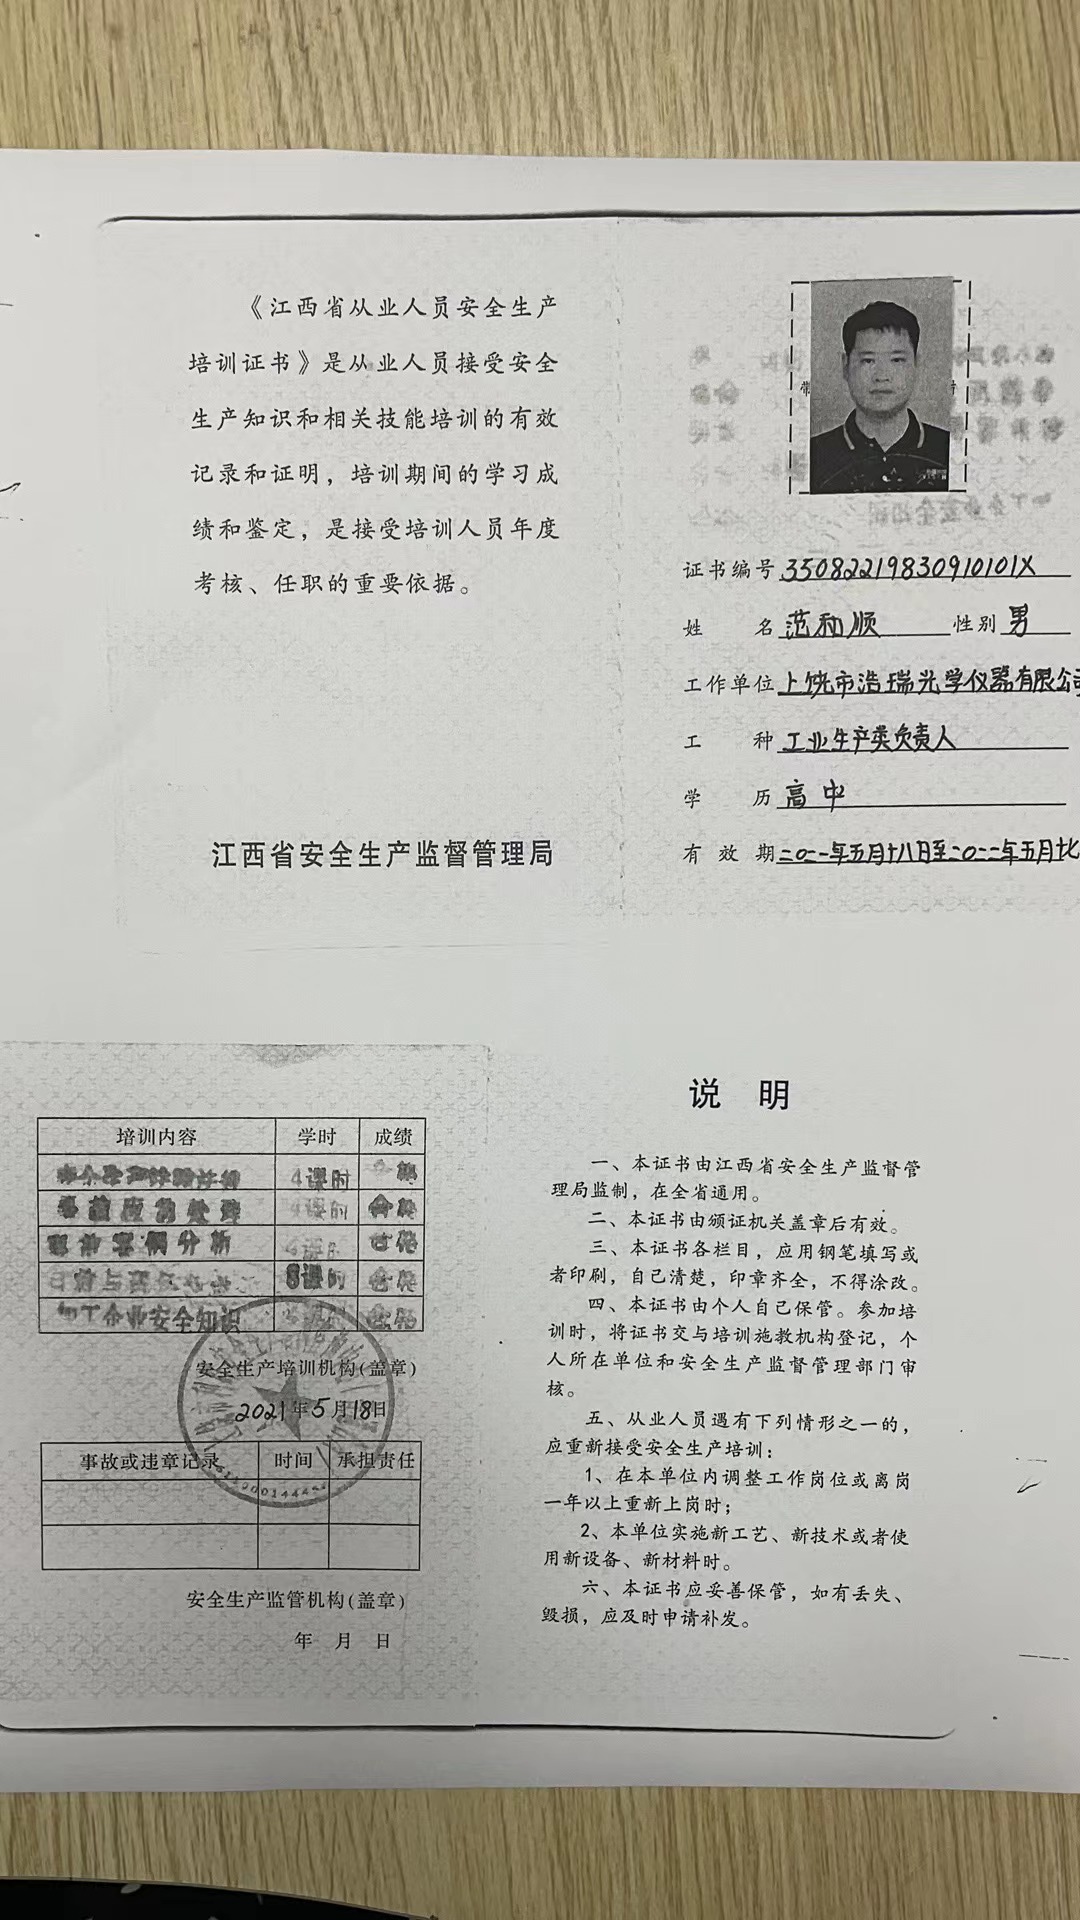 《江西省从业人员安全生产
培训证书》是从业人员接受安全
生产知识和相关技能培训的有效
记录和证明，培训期间的学习成
绩和鉴定，是接受培训人员年度
考核、任职的重要依据。
江西省安全生产监督管理局
证书编号 35082219830910101X
姓 名 范和顺 性别 男
工作单位 上饶市浩瑞光学仪器有限公司
工 种 工业生产类负责人
学 历 高中
有 效 期 二〇二一年五月十八日至二〇二二年五月
培训内容 学时 成绩
4课时
4课时 合
案例分析 4课时
8课时
加工企业安全知识
安全生产培训机构(盖章)
2021年5月18日
事故或违章记录 时间 承担责任
安全生产监管机构(盖章)
年 月 日
说 明
一、本证书由江西省安全生产监督管
理局监制，在全省通用。
二、本证书由颁证机关盖章后有效。
三、本证书各栏目，应用钢笔填写或
者印刷，自己清楚，印章齐全，不得涂改。
四、本证书由个人自己保管。参加培
训时，将证书交与培训施教机构登记，个
人所在单位和安全生产监督管理部门审
核。
五、从业人员遇有下列情形之一的，
应重新接受安全生产培训：
1、在本单位内调整工作岗位或离岗
一年以上重新上岗时；
2、本单位实施新工艺、新技术或者使
用新设备、新材料时。
六、本证书应妥善保管，如有丢失、
毁损，应及时申请补发。